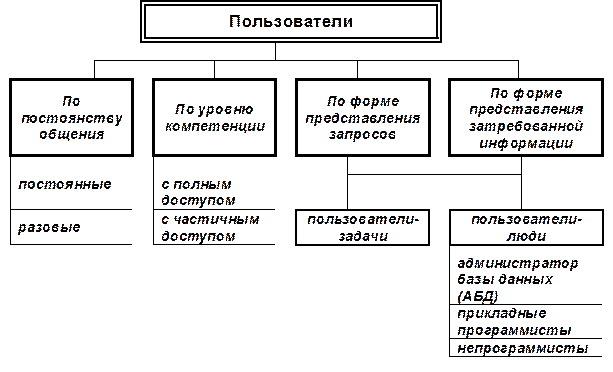 Пользователи
По
постоянству
общения
По уровню
компетенции
По форме
представления
запросов
По форме
представления
затребованной
информации
постоянные
разовые
с полным
доступом
с частичным
доступом
пользователи-
задачи
пользователи-
люди
администратор
базы данных
(АБД)
прикладные
программисты
непрограммисты